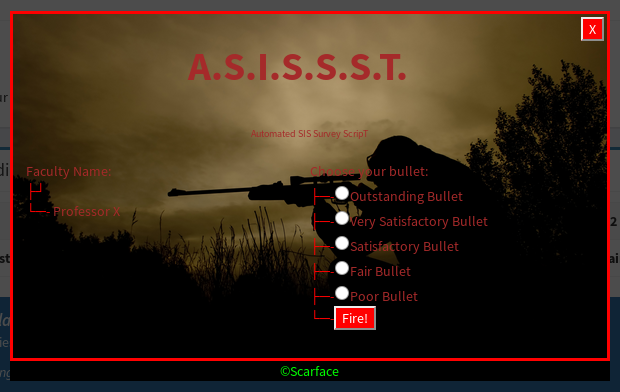 X
A.S.I.S.S.S.T.
Automated SIS Survey ScripT
Faculty Name:
Professor X
Choose your bullet:
Outstanding Bullet
Very Satisfactory Bullet
Satisfactory Bullet
Fair Bullet
Poor Bullet
Fire!
©Scarface